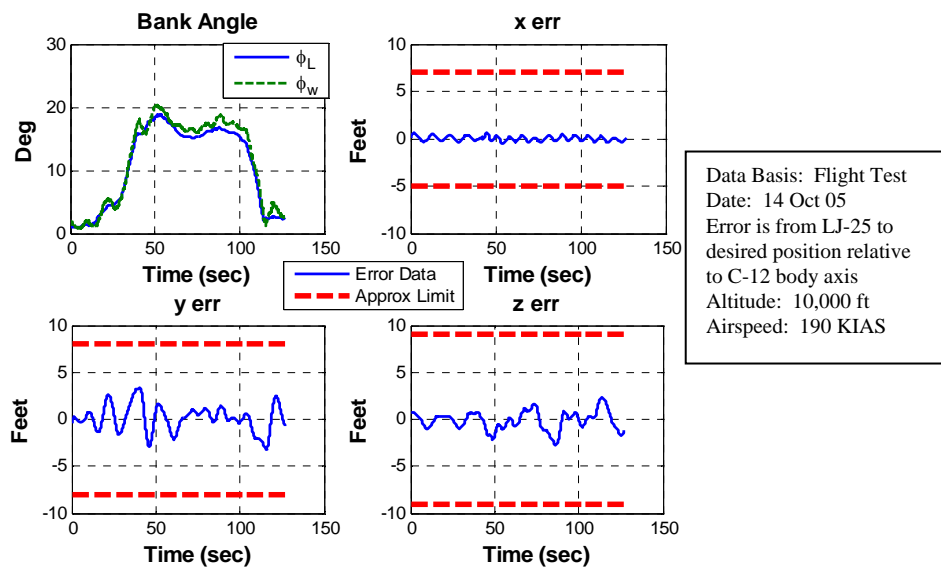 Bank Angle
30
20
10
0
Deg
0
50
100
150
Time (sec)
ϕL
ϕw
x err
10
5
0
-5
-10
Feet
0
50
100
150
Time (sec)
Error Data
Approx Limit
y err
10
5
0
-5
-10
Feet
0
50
100
150
Time (sec)
z err
10
5
0
-5
-10
Feet
0
50
100
150
Time (sec)
Data Basis: Flight Test
Date: 14 Oct 05
Error is from LJ-25 to
desired position relative
to C-12 body axis
Altitude: 10,000 ft
Airspeed: 190 KIAS